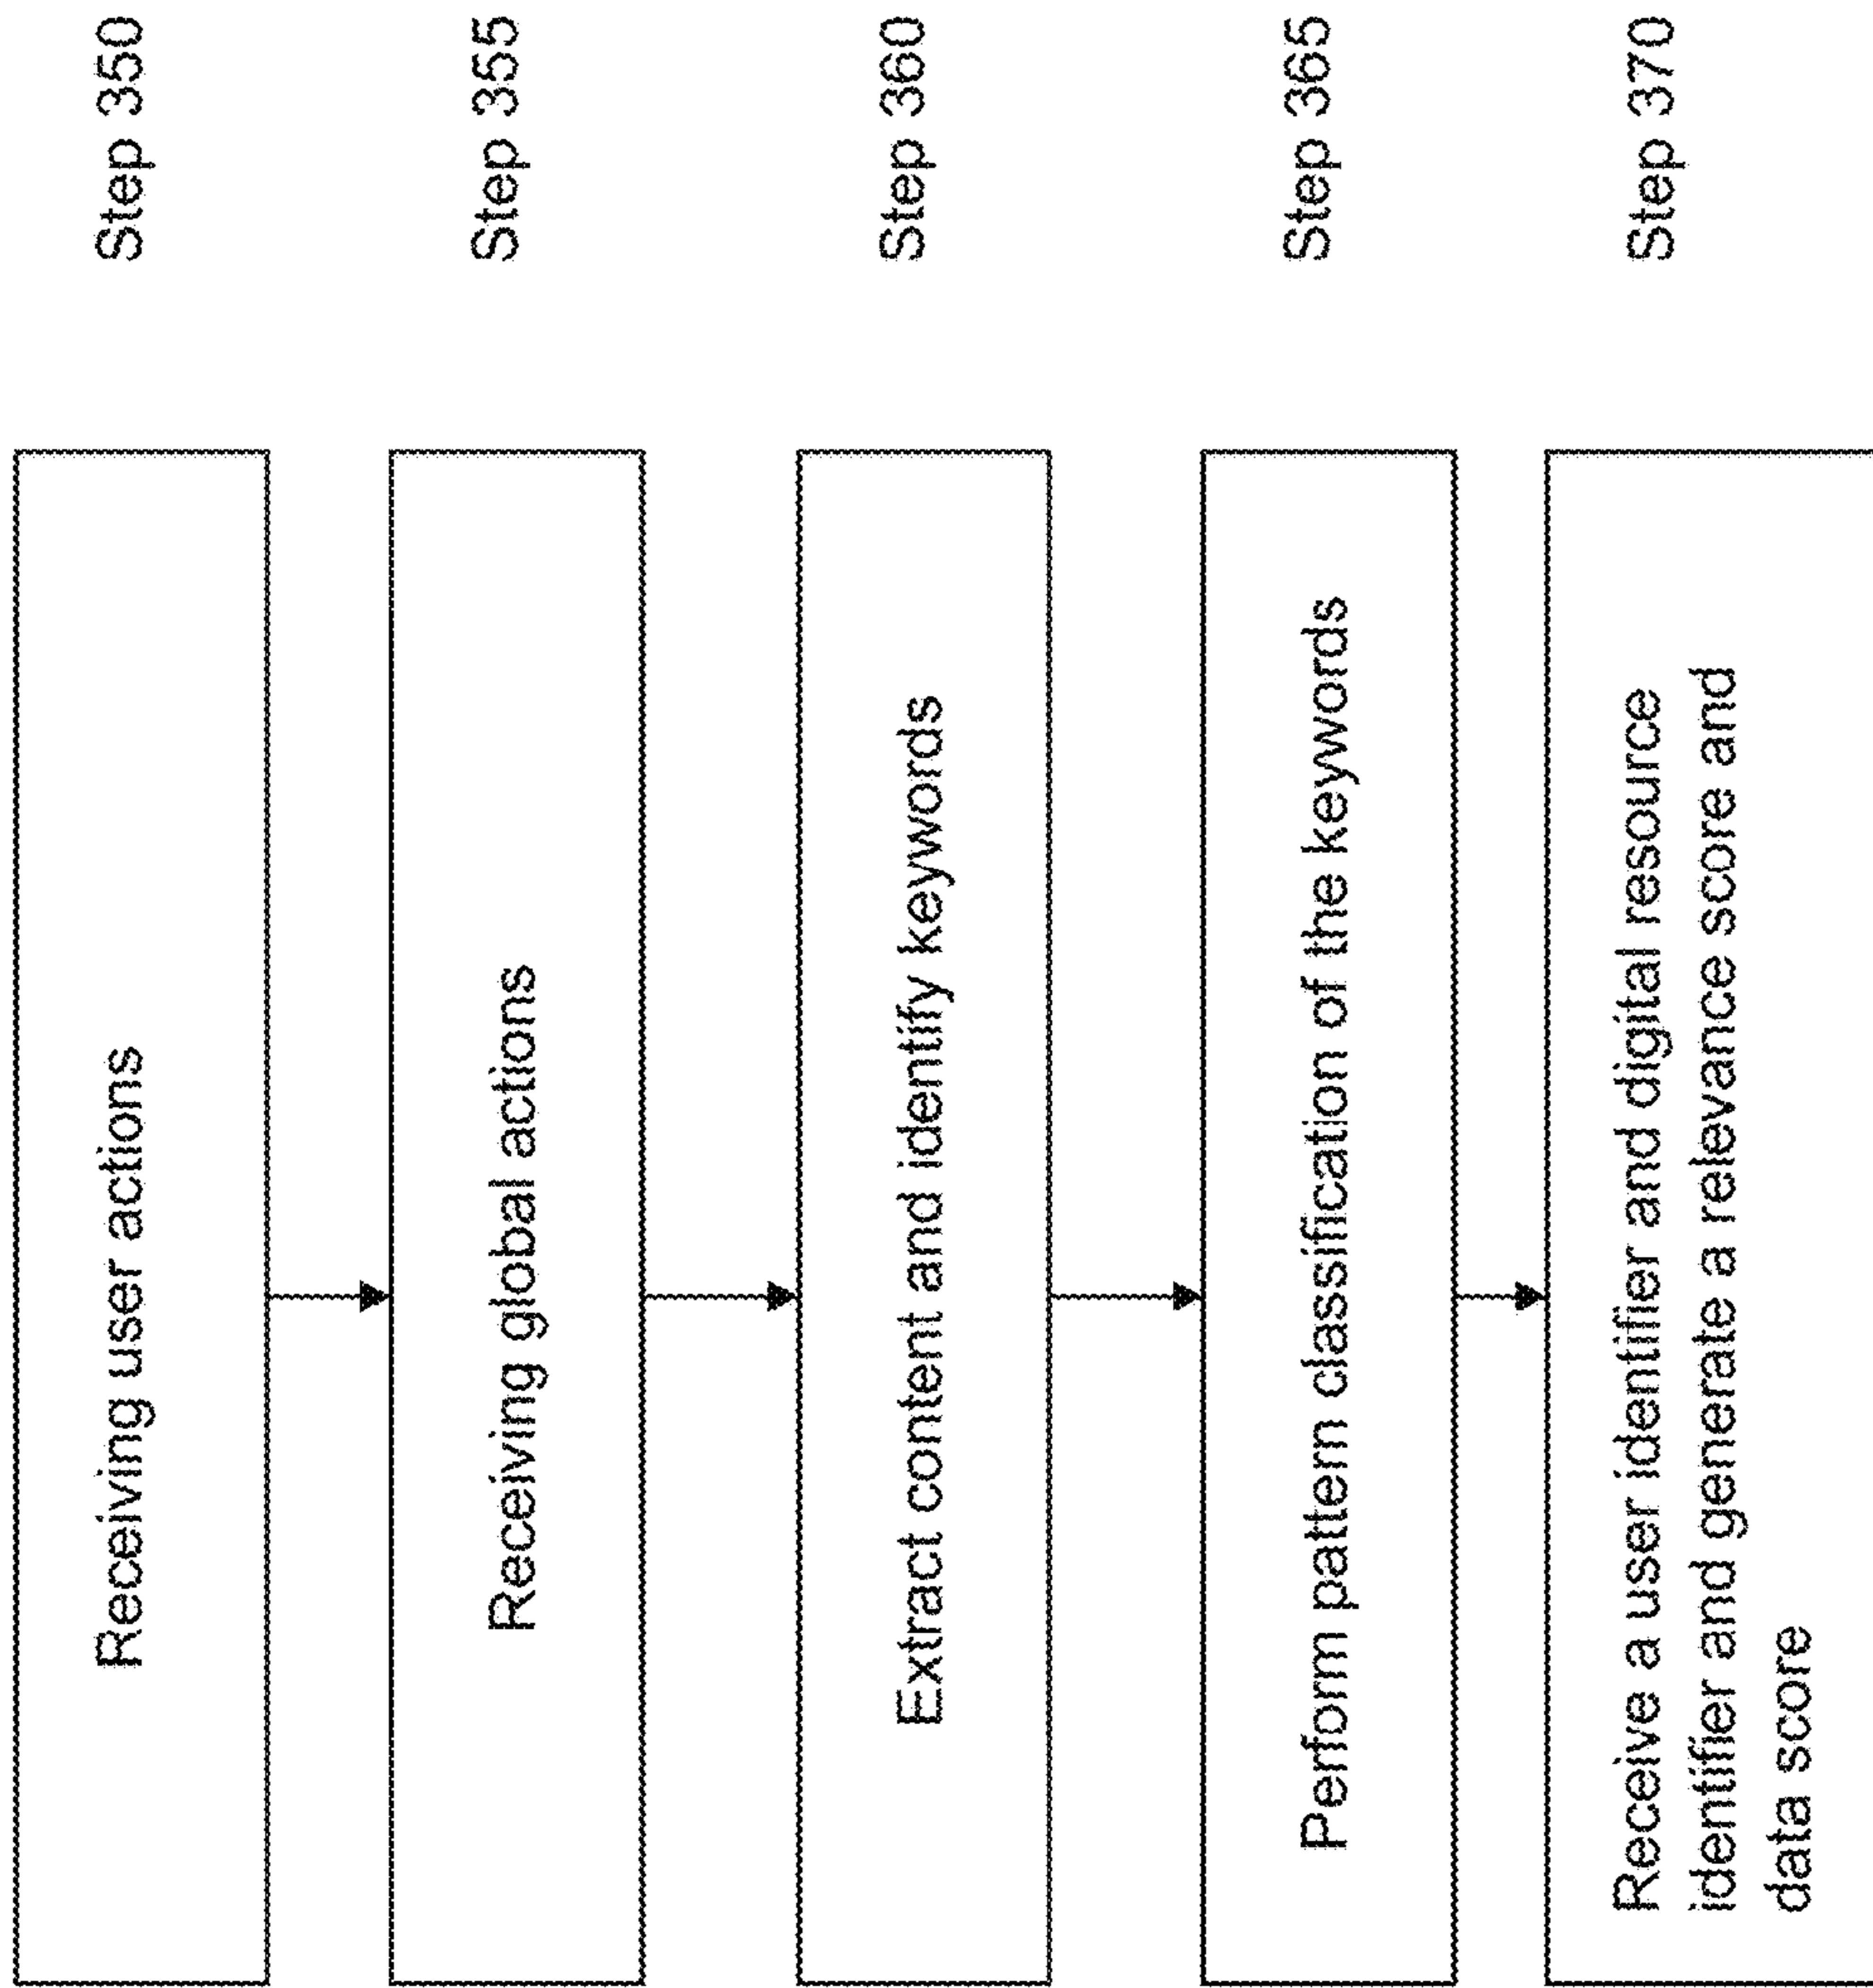 Receiving user actions
Step 350
Receiving global actions
Step 355
Extract content and identify keywords
Step 360
Perform pattern classification of the keywords
Step 365
Receive a user identifier and digital resource
identifier and generate a relevance score and
data score
Step 370